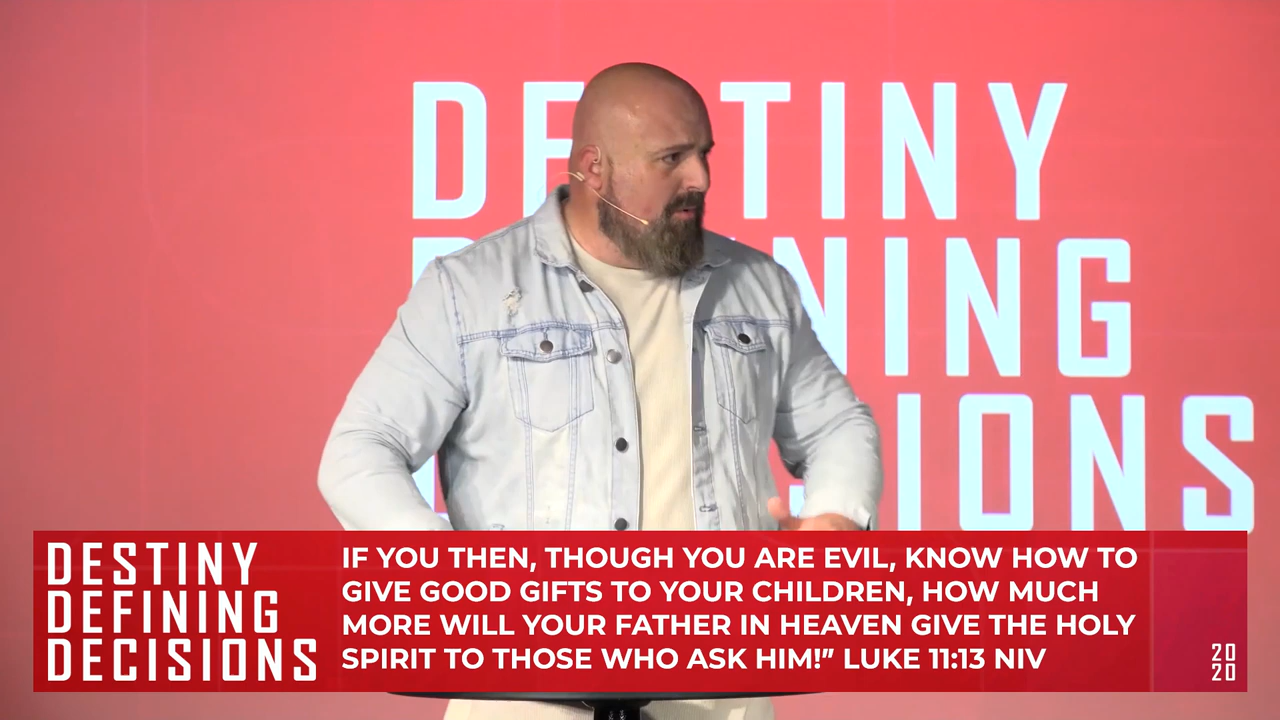 DESTINY
DEFINING
DECISIONS
IF YOU THEN, THOUGH YOU ARE EVIL, KNOW HOW TO
GIVE GOOD GIFTS TO YOUR CHILDREN, HOW MUCH
MORE WILL YOUR FATHER IN HEAVEN GIVE THE HOLY
SPIRIT TO THOSE WHO ASK HIM!” LUKE 11:13 NIV
20
20